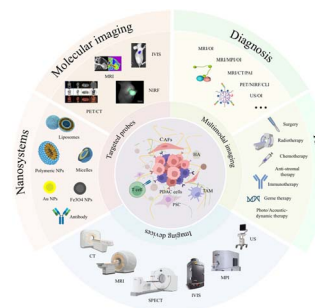 Molecular imaging
IVIS
MRI
NIRF
PET/CT
Diagnosis
MRI/OI
MRI/MPI/OI
MRI/CT/PAI
PET/NIRF/CLI
US/OI
Nanosystems
Liposomes
Polymeric NPs
Micelles
Au NPs
Fe3O4 NPs
Antibody
Targeted probes
Multimodal imaging
Imaging devices
CAFs
HA
T cell
PDAC cells
TAM
PSC
Surgery
Radiotherapy
Chemotherapy
Anti-stromal
therapy
Immunotherapy
Gene therapy
Photo/Acoustic-
dynamic therapy
CT
MRI
SPECT
IVIS
MPI
US